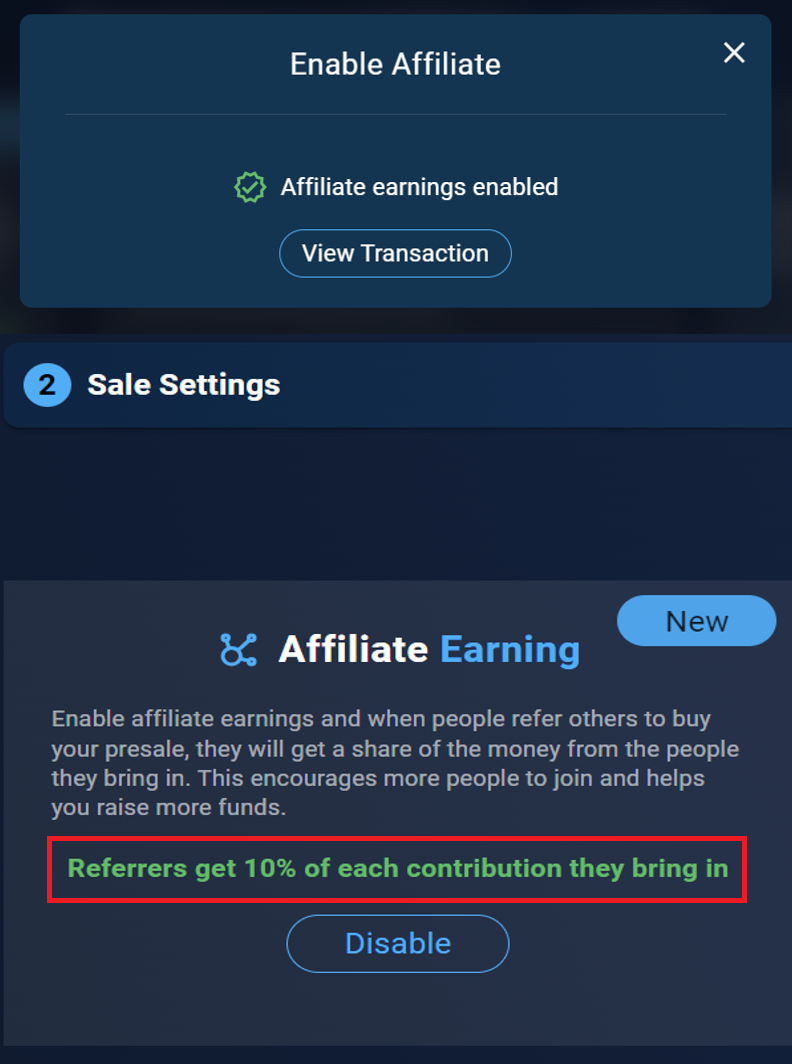 Enable Affiliate
Affiliate earnings enabled
View Transaction
2 Sale Settings
New
Affiliate Earning
Enable affiliate earnings and when people refer others to buy
your presale, they will get a share of the money from the people
they bring in. This encourages more people to join and helps
you raise more funds.
Referrers get 10% of each contribution they bring in
Disable